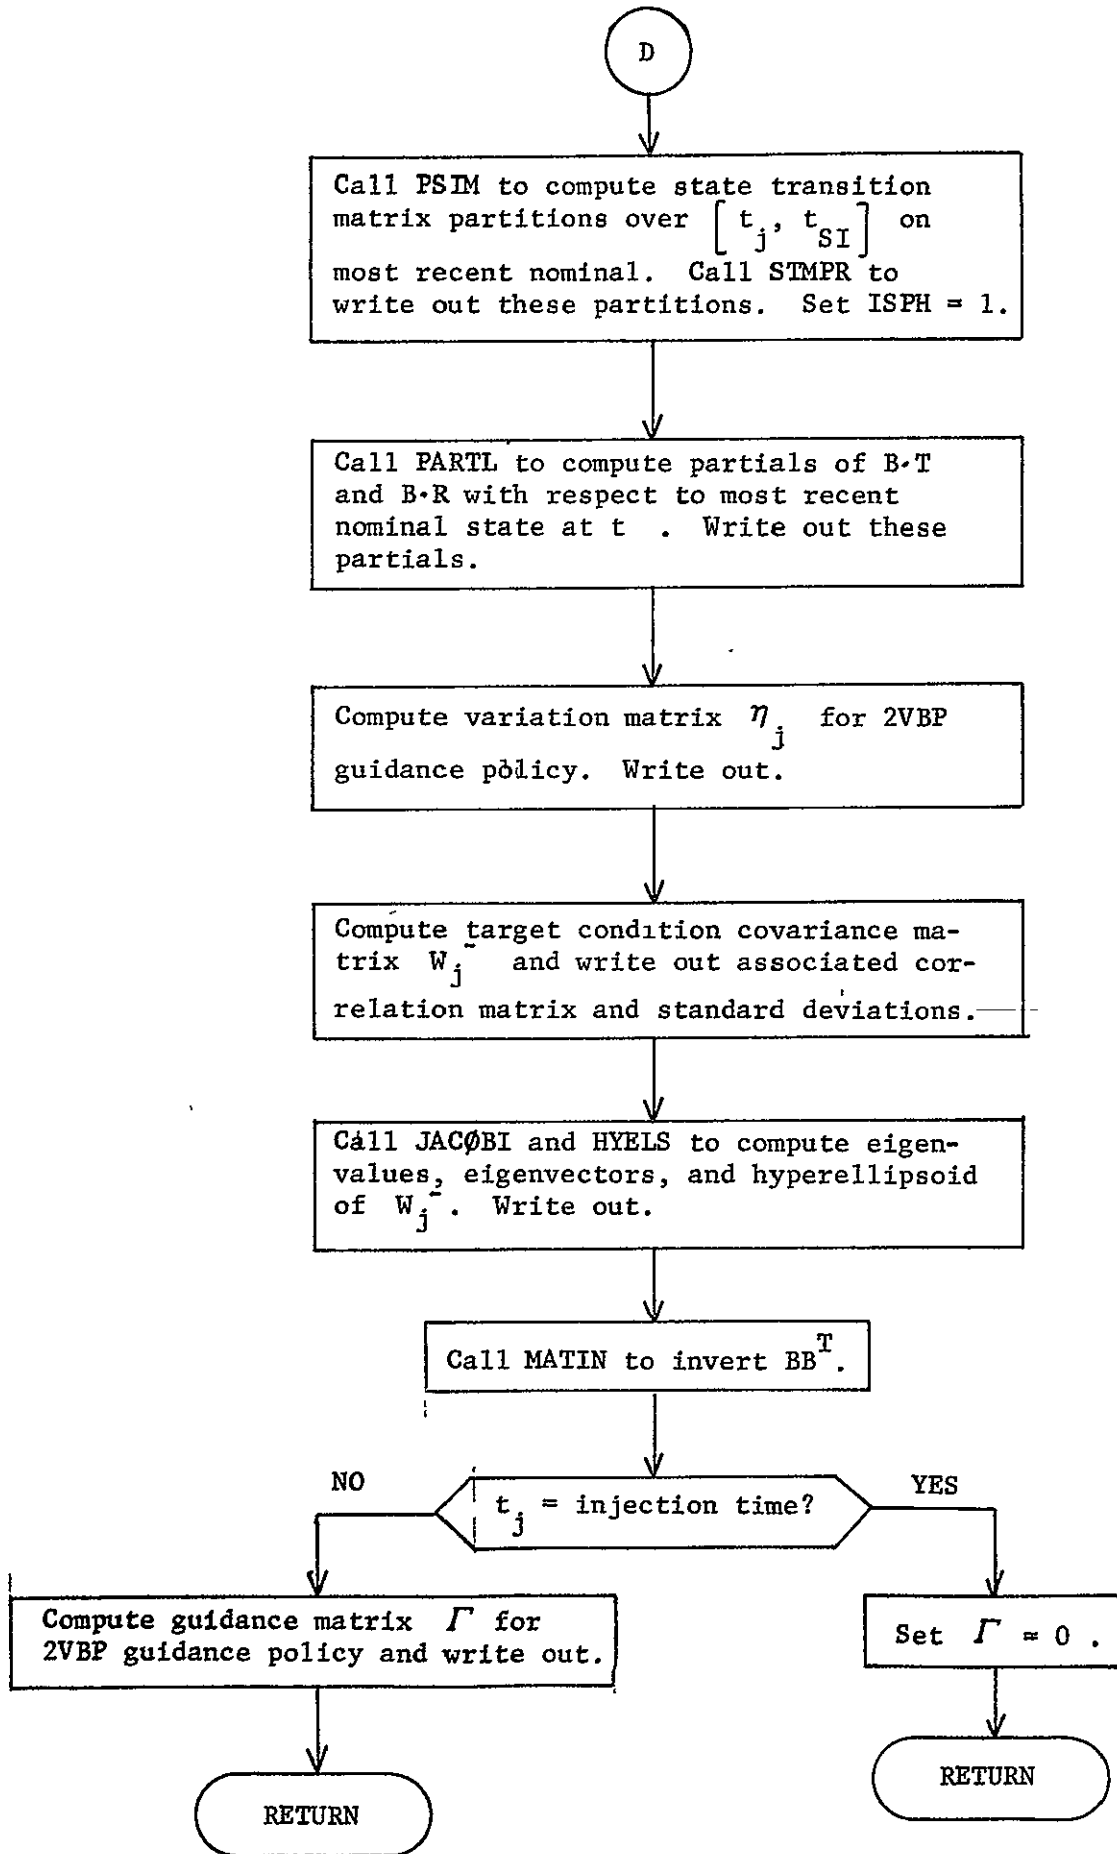 D
Call PSIM to compute state transition
matrix partitions over [ t_j, t_SI ] on
most recent nominal. Call STMPR to
write out these partitions. Set ISPH = 1.
Call PARTL to compute partials of B·T
and B·R with respect to most recent
nominal state at t . Write out these
partials.
Compute variation matrix η_j for 2VBP
guidance policy. Write out.
Compute target condition covariance ma-
trix W_j^- and write out associated cor-
relation matrix and standard deviations.
Call JACØBI and HYELS to compute eigen-
values, eigenvectors, and hyperellipsoid
of W_j^-. Write out.
Call MATIN to invert BB^T.
NO
t_j = injection time?
YES
Compute guidance matrix Γ for
2VBP guidance policy and write out.
Set Γ = 0 .
RETURN
RETURN